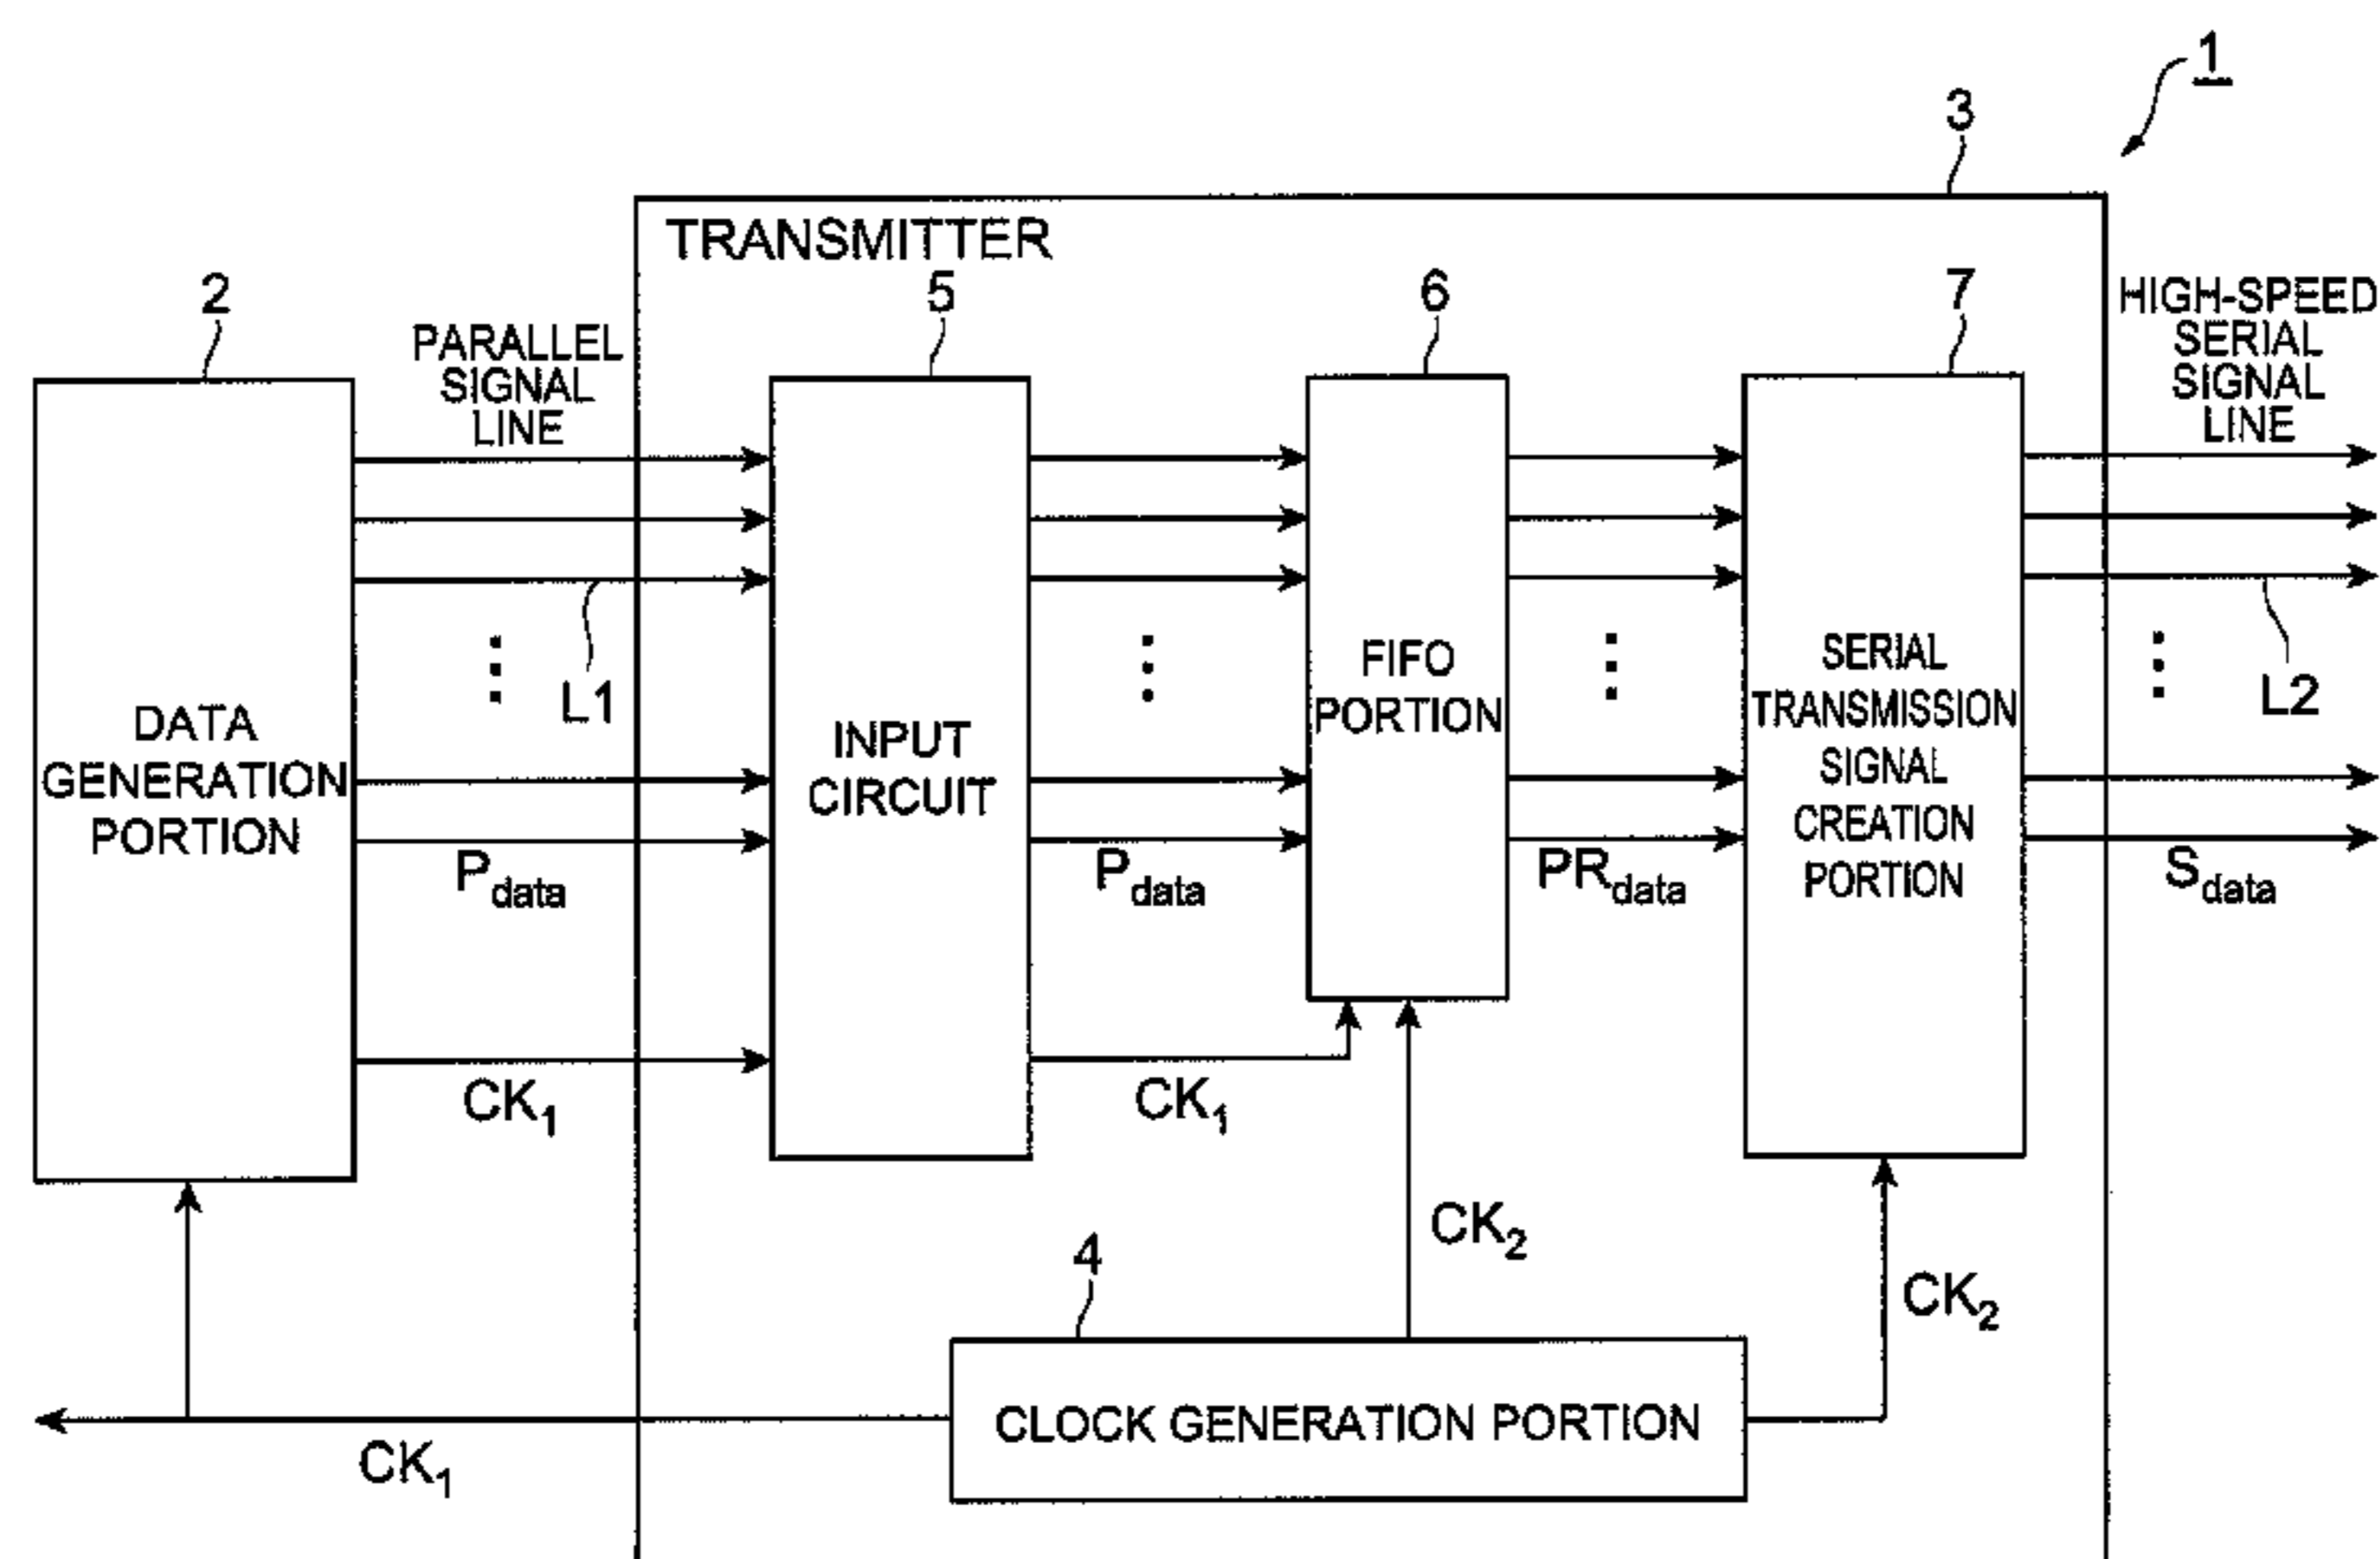 1
3
TRANSMITTER
2
5
6
7
PARALLEL
SIGNAL
LINE
HIGH-SPEED
SERIAL
SIGNAL
LINE
L1
L2
DATA
GENERATION
PORTION
INPUT
CIRCUIT
FIFO
PORTION
SERIAL
TRANSMISSION
SIGNAL
CREATION
PORTION
Pdata
Pdata
PRdata
Sdata
CK1
CK1
CK2
CK2
4
CLOCK GENERATION PORTION
CK1